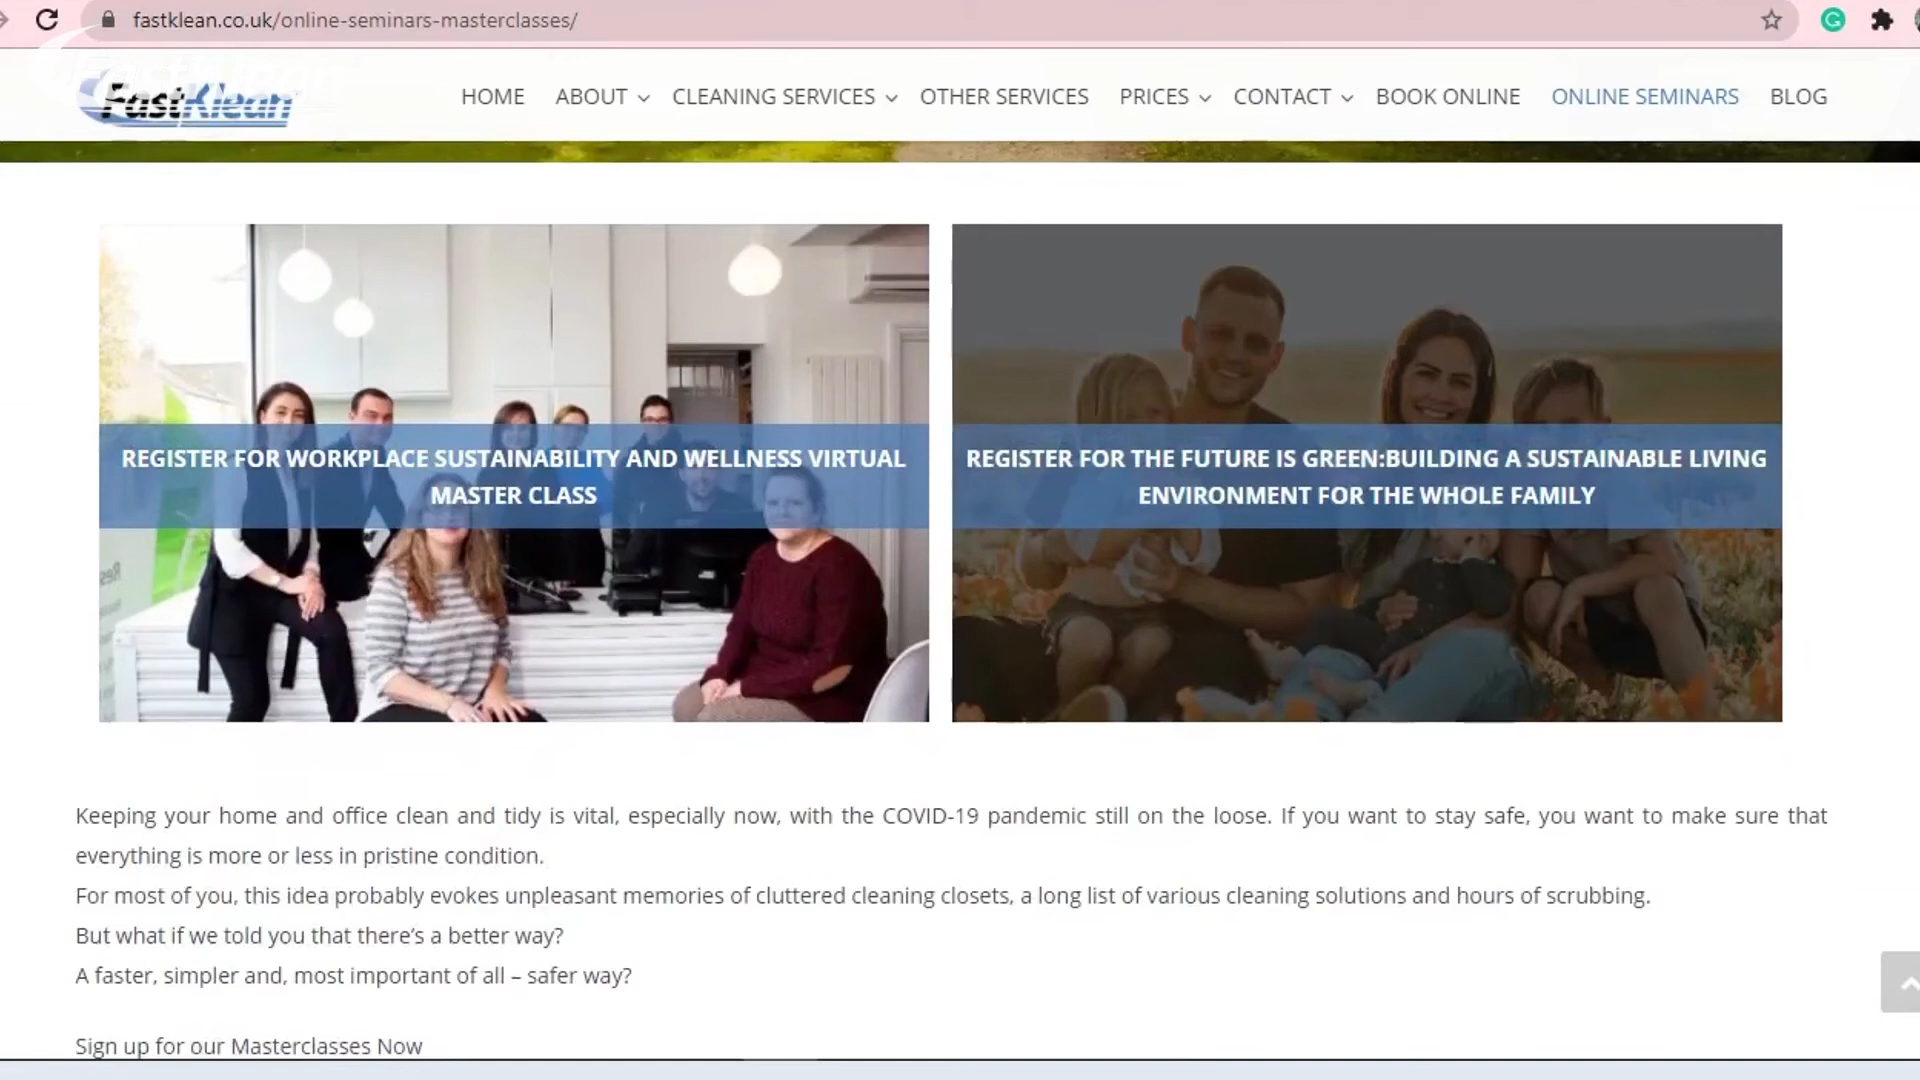 fastklean.co.uk/online-seminars-masterclasses/
FastKlean
HOME ABOUT CLEANING SERVICES OTHER SERVICES PRICES CONTACT BOOK ONLINE ONLINE SEMINARS BLOG
REGISTER FOR WORKPLACE SUSTAINABILITY AND WELLNESS VIRTUAL
MASTER CLASS
REGISTER FOR THE FUTURE IS GREEN:BUILDING A SUSTAINABLE LIVING
ENVIRONMENT FOR THE WHOLE FAMILY
Keeping your home and office clean and tidy is vital, especially now, with the COVID-19 pandemic still on the loose. If you want to stay safe, you want to make sure that
everything is more or less in pristine condition.
For most of you, this idea probably evokes unpleasant memories of cluttered cleaning closets, a long list of various cleaning solutions and hours of scrubbing.
But what if we told you that there's a better way?
A faster, simpler and, most important of all – safer way?
Sign up for our Masterclasses Now